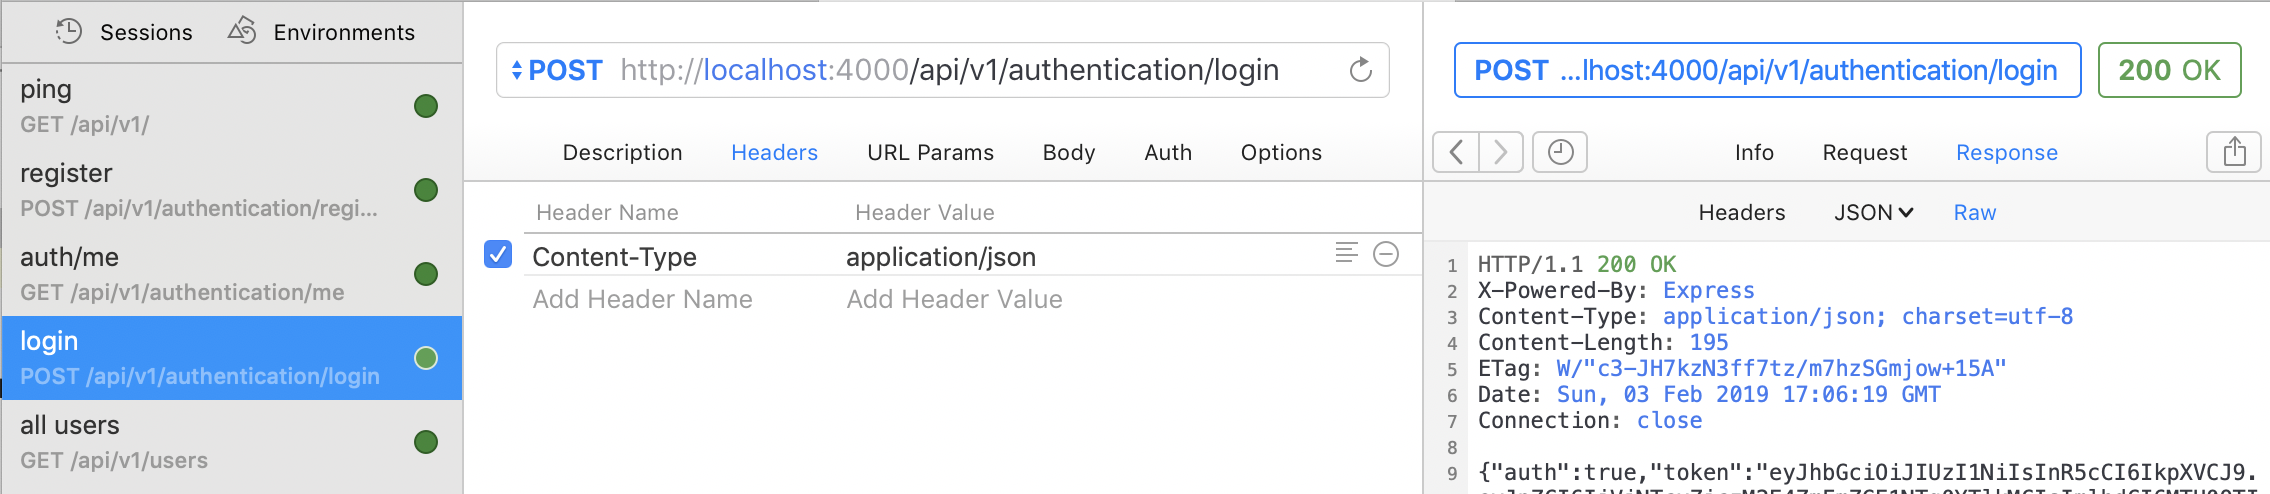 Sessions Environments
ping
GET /api/v1/
register
POST /api/v1/authentication/regi...
auth/me
GET /api/v1/authentication/me
login
POST /api/v1/authentication/login
all users
GET /api/v1/users
POST http://localhost:4000/api/v1/authentication/login
Description Headers URL Params Body Auth Options
Header Name Header Value
Content-Type application/json
Add Header Name Add Header Value
POST ...lhost:4000/api/v1/authentication/login 200 OK
Info Request Response
Headers JSON Raw
1 HTTP/1.1 200 OK
2 X-Powered-By: Express
3 Content-Type: application/json; charset=utf-8
4 Content-Length: 195
5 ETag: W/"c3-JH7kzN3ff7tz/m7hzSGmjow+15A"
6 Date: Sun, 03 Feb 2019 17:06:19 GMT
7 Connection: close
8
9 {"auth":true,"token":"eyJhbGciOiJIUzI1NiIsInR5cCI6IkpXVCJ9.